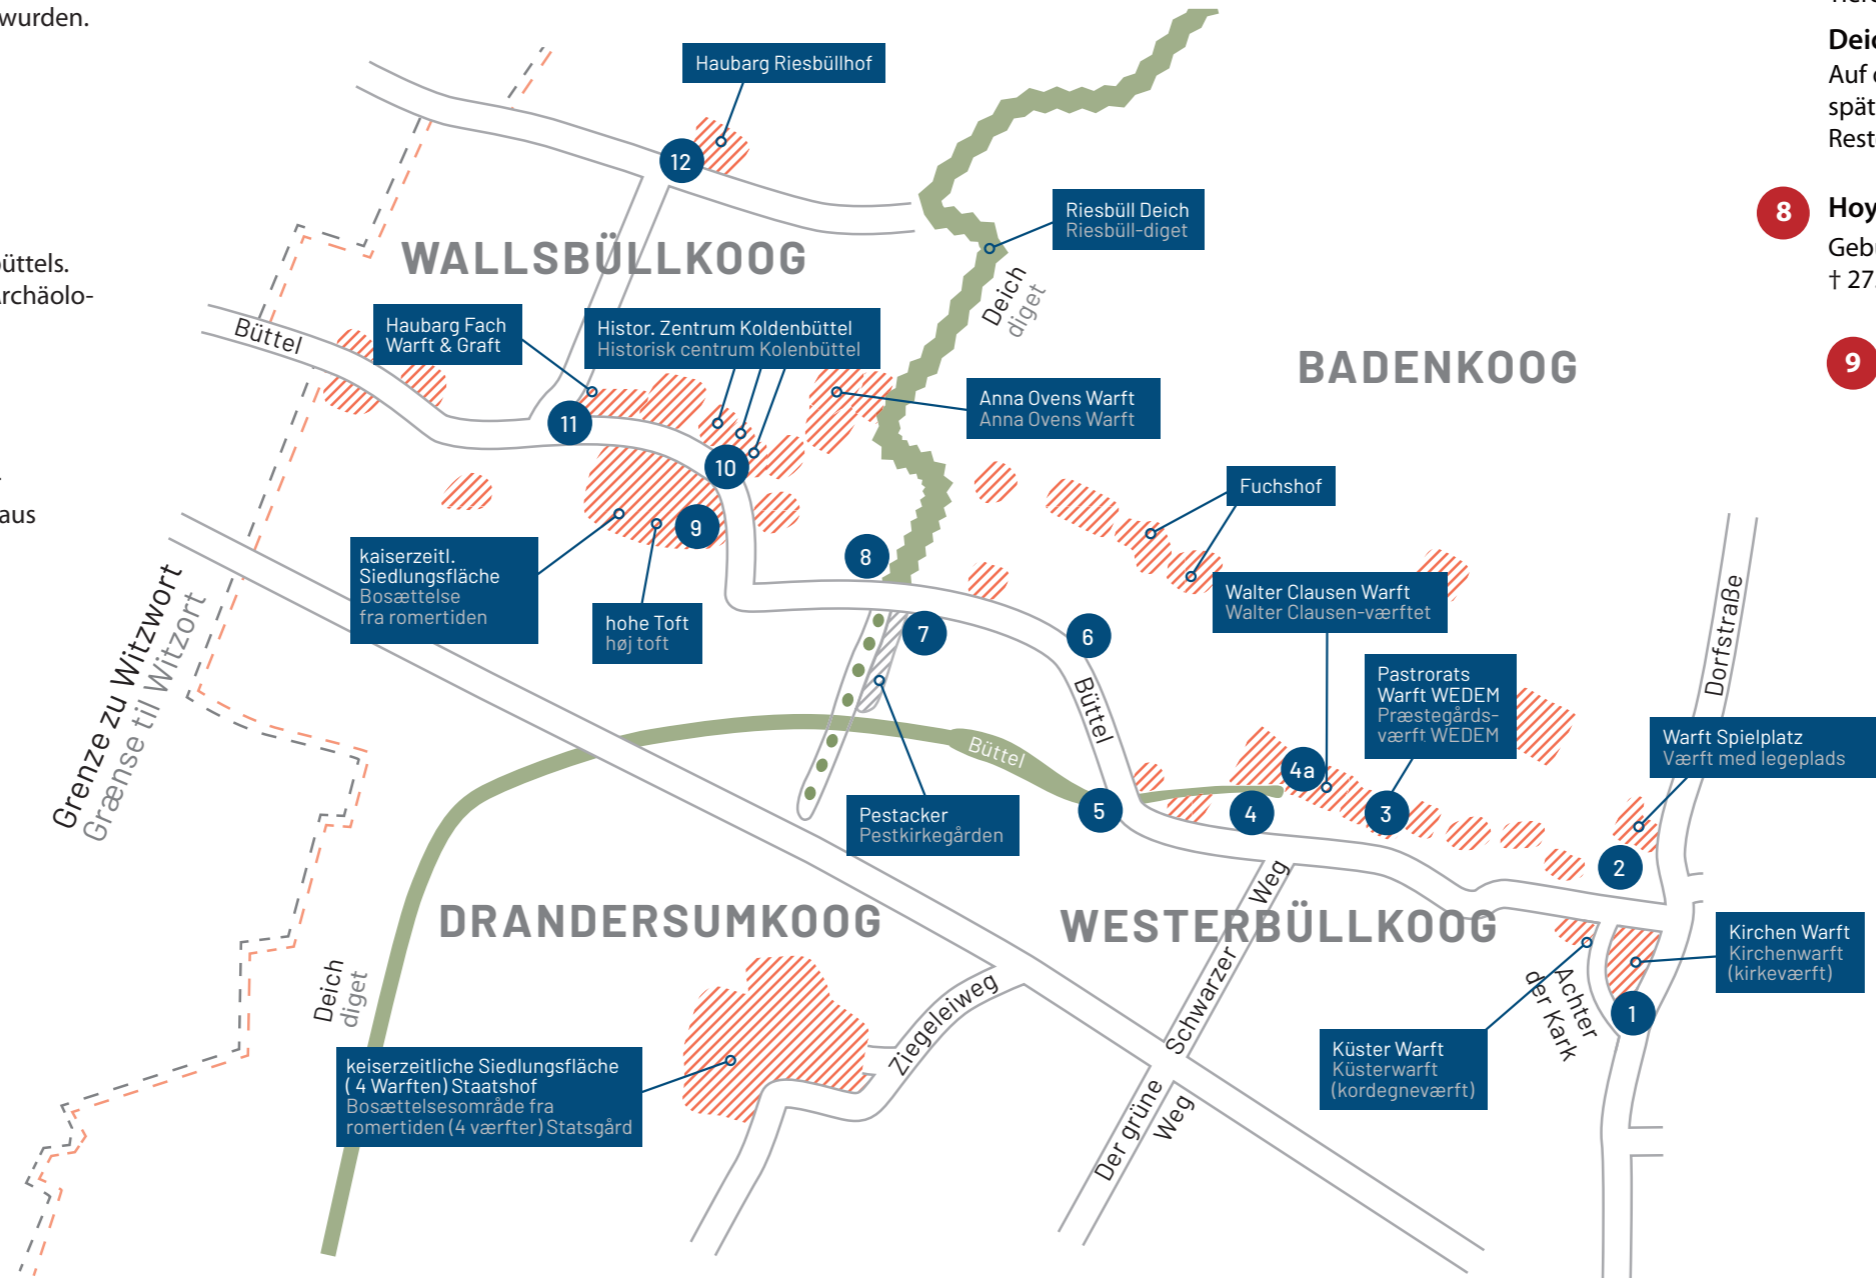 wurden.
büttels.
Archäolo-
aus
Deic
Auf
spät
Rest
8
Hoy
Geb
† 27.
9
Haubarg Riesbüllhof
12
Riesbüll Deich
Riesbüll-diget
WALLSBÜLLKOOG
Deich
diget
Büttel
Haubarg Fach
Warft & Graft
Histor. Zentrum Koldenbüttel
Historisk centrum Kolenbüttel
BADENKOOG
Anna Ovens Warft
Anna Ovens Warft
11
10
Fuchshof
9
8
kaiserzeitl.
Siedlungsfläche
Bosættelse
fra romertiden
hohe Toft
høj toft
7
6
Walter Clausen Warft
Walter Clausen-værftet
Dorfstraße
Grenze zu Witzwort
Grænse til Witzort
Büttel
Pastrorats
Warft WEDEM
Præstegårds-
værft WEDEM
Warft Spielplatz
Værft med legeplads
Büttel
4a
5
4
3
2
Pestacker
Pestkirkegården
DRANDERSUMKOOG
WESTERBÜLLKOOG
Schwarzer Weg
Kirchen Warft
Kirchenwarft
(kirkeværft)
Achter
der Kark
1
Deich
diget
Ziegeleiweg
Küster Warft
Küsterwarft
(kordegneværft)
keiserzeitliche Siedlungsfläche
( 4 Warften) Staatshof
Bosættelsesområde fra
romertiden (4 værfter) Statsgård
Der grüne
Weg